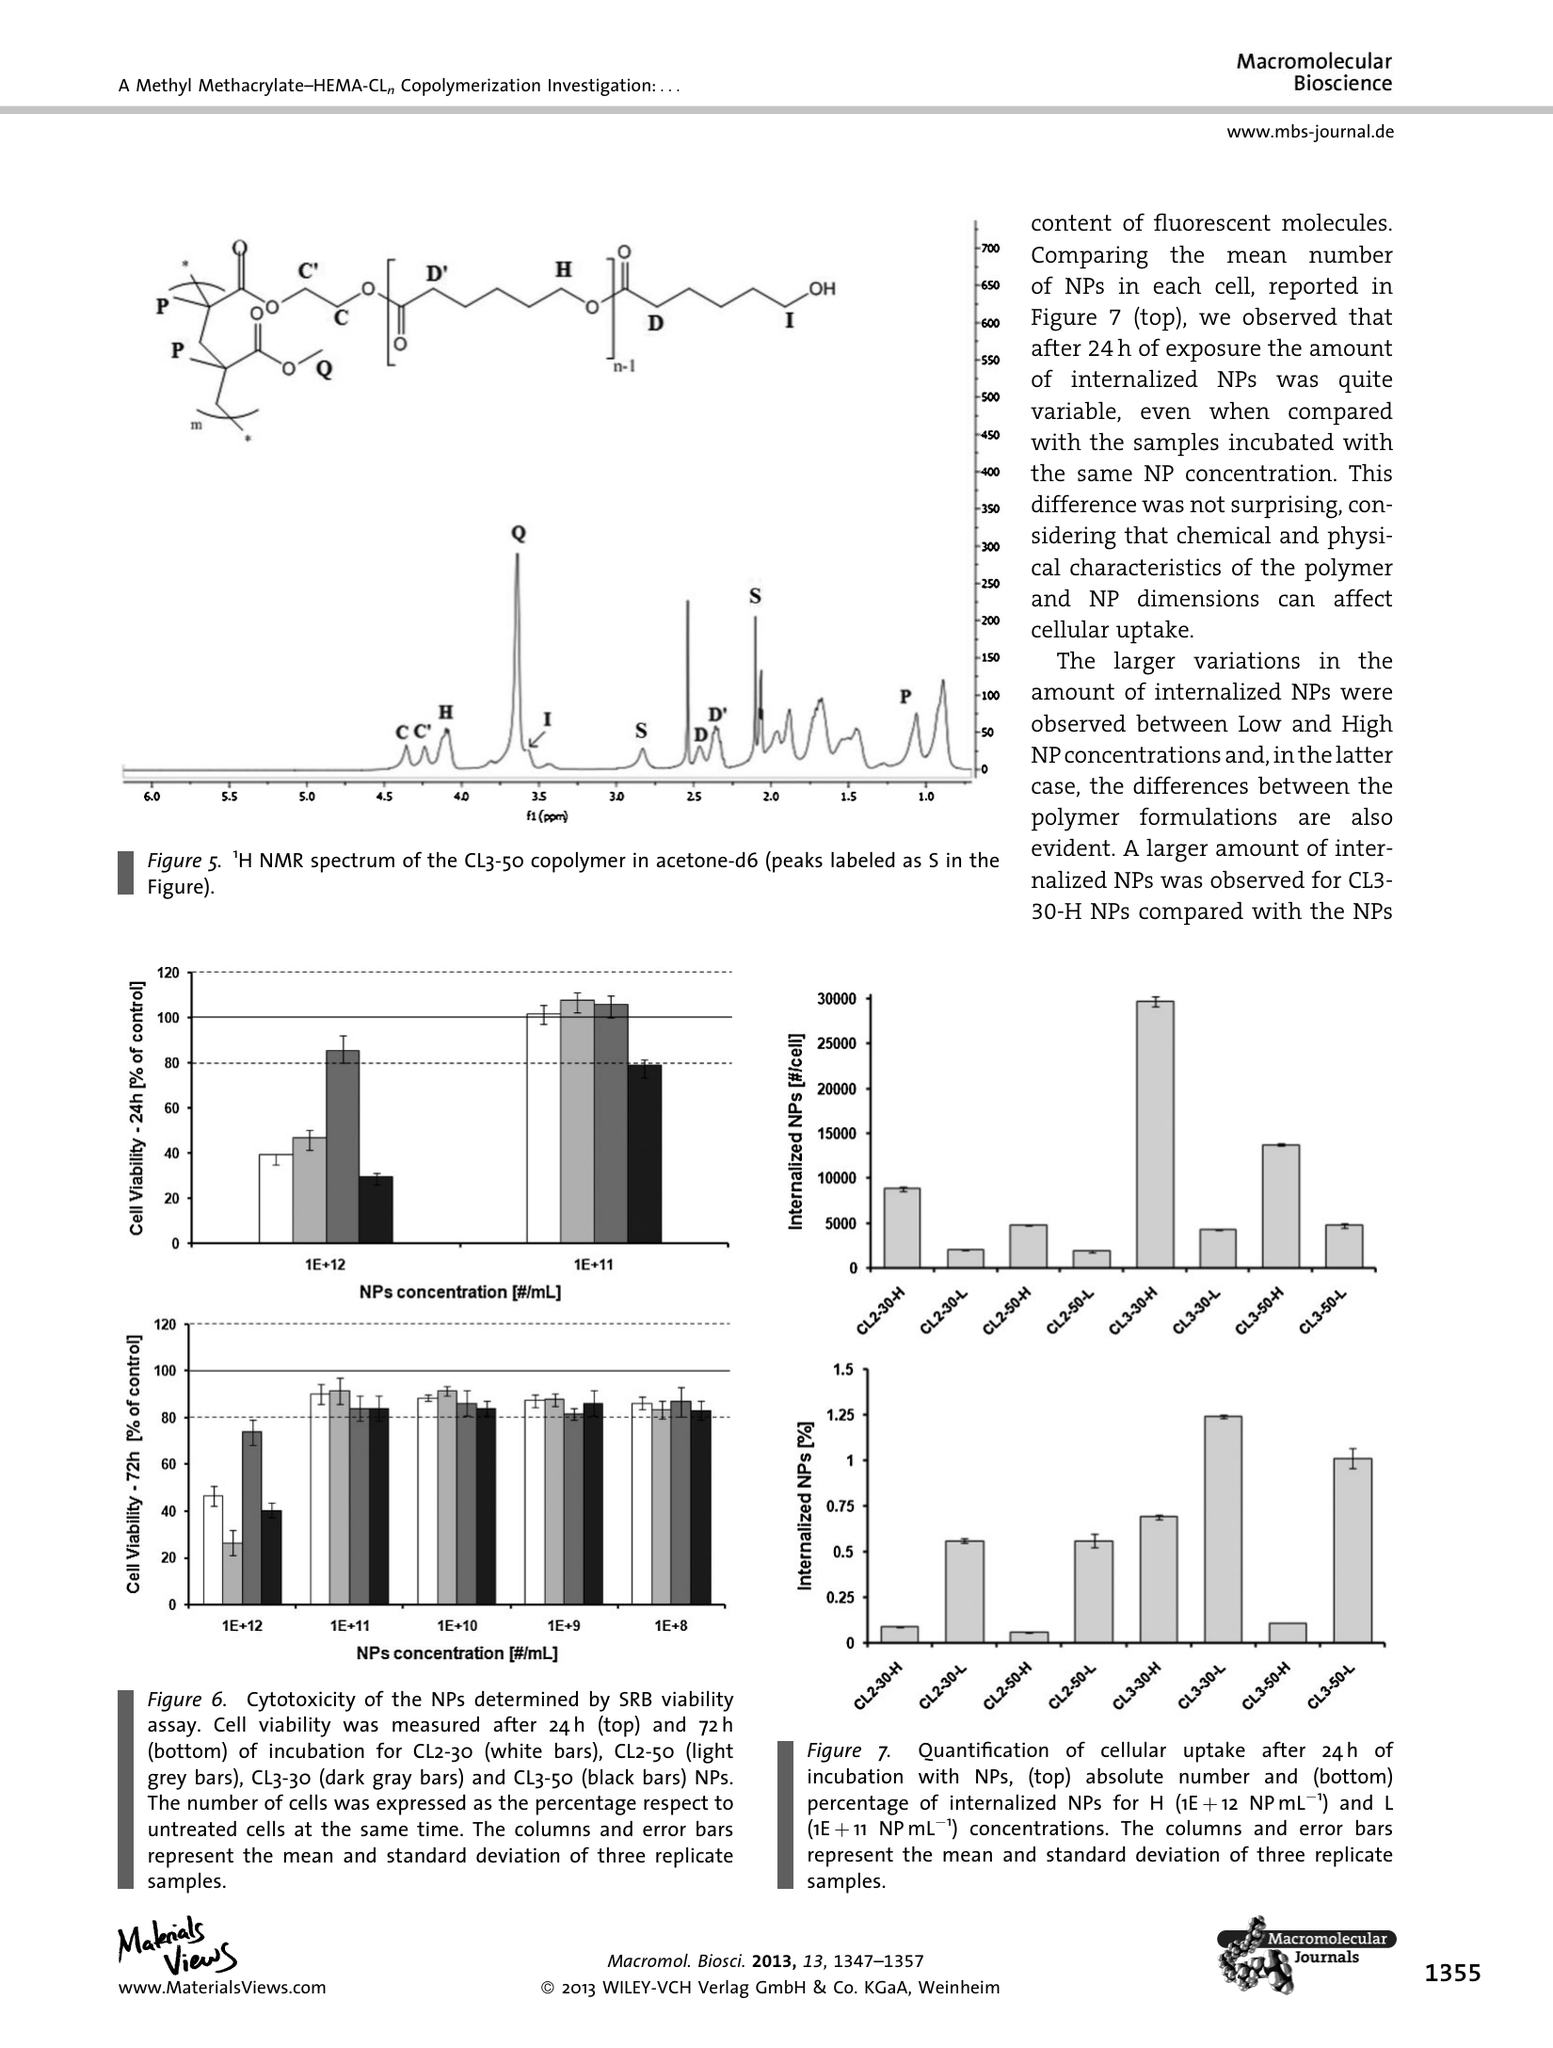 A Methyl Methacrylate–HEMA-CLn Copolymerization Investigation: . . .
Macromolecular
Bioscience
www.mbs-journal.de
* O C' O C O D' H O O O D OH I
P O
P O Q
n-1
m *
700
650
600
550
500
450
400
350
300
250
200
150
100
50
0
Q
S
C C' H I S D D' P
6.0 5.5 5.0 4.5 4.0 3.5 3.0 2.5 2.0 1.5 1.0
f1 (ppm)
Figure 5. ¹H NMR spectrum of the CL3-50 copolymer in acetone-d6 (peaks labeled as S in the
Figure).
content of fluorescent molecules.
Comparing the mean number
of NPs in each cell, reported in
Figure 7 (top), we observed that
after 24 h of exposure the amount
of internalized NPs was quite
variable, even when compared
with the samples incubated with
the same NP concentration. This
difference was not surprising, con-
sidering that chemical and physi-
cal characteristics of the polymer
and NP dimensions can affect
cellular uptake.
The larger variations in the
amount of internalized NPs were
observed between Low and High
NP concentrations and, in the latter
case, the differences between the
polymer formulations are also
evident. A larger amount of inter-
nalized NPs was observed for CL3-
30-H NPs compared with the NPs
Cell Viability - 24h [% of control]
120
100
80
60
40
20
0
1E+12 1E+11
NPs concentration [#/mL]
Cell Viability - 72h [% of control]
120
100
80
60
40
20
0
1E+12 1E+11 1E+10 1E+9 1E+8
NPs concentration [#/mL]
Figure 6. Cytotoxicity of the NPs determined by SRB viability
assay. Cell viability was measured after 24 h (top) and 72 h
(bottom) of incubation for CL2-30 (white bars), CL2-50 (light
grey bars), CL3-30 (dark gray bars) and CL3-50 (black bars) NPs.
The number of cells was expressed as the percentage respect to
untreated cells at the same time. The columns and error bars
represent the mean and standard deviation of three replicate
samples.
Internalized NPs [#/cell]
30000
25000
20000
15000
10000
5000
0
CL2-30-H CL2-30-L CL2-50-H CL2-50-L CL3-30-H CL3-30-L CL3-50-H CL3-50-L
Internalized NPs [%]
1.5
1.25
1
0.75
0.5
0.25
0
CL2-30-H CL2-30-L CL2-50-H CL2-50-L CL3-30-H CL3-30-L CL3-50-H CL3-50-L
Figure 7. Quantification of cellular uptake after 24 h of
incubation with NPs, (top) absolute number and (bottom)
percentage of internalized NPs for H (1E + 12 NP mL⁻¹) and L
(1E + 11 NP mL⁻¹) concentrations. The columns and error bars
represent the mean and standard deviation of three replicate
samples.
Materials
Views
www.MaterialsViews.com
Macromol. Biosci. 2013, 13, 1347–1357
© 2013 WILEY-VCH Verlag GmbH & Co. KGaA, Weinheim
Macromolecular
Journals
1355